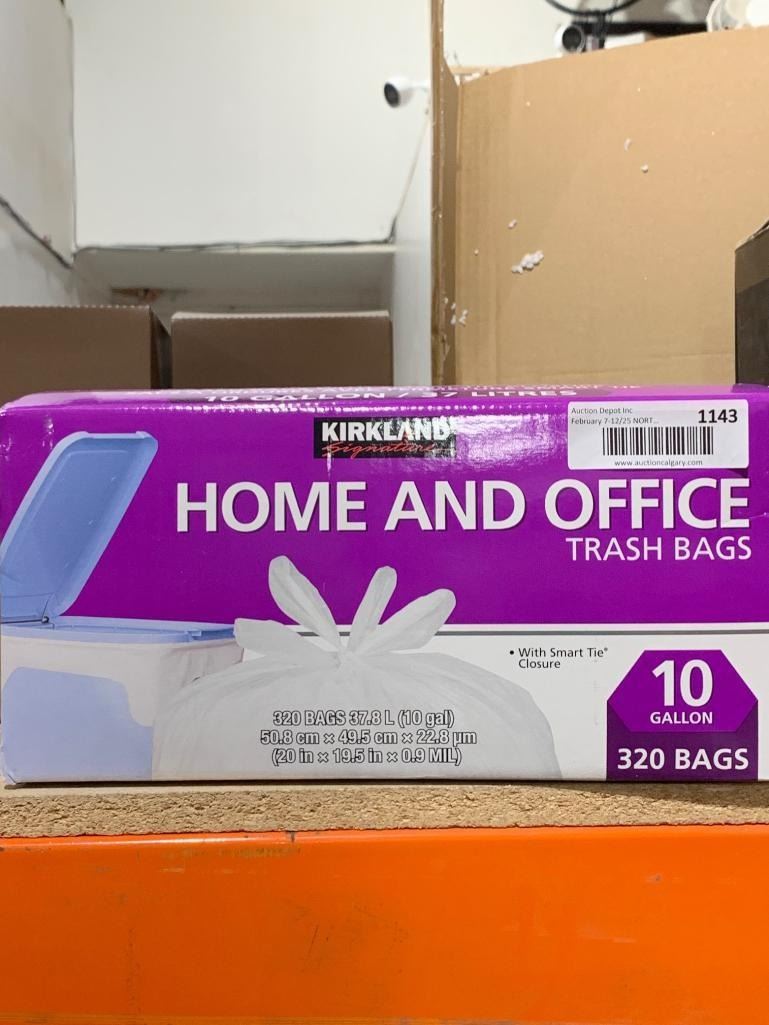 10 GALLON / 37 LITRES
KIRKLAND
Signature
Auction Depot Inc
February 7-12/25 NORT...
1143
www.auctioncalgary.com
HOME AND OFFICE
TRASH BAGS
• With Smart Tie®
Closure
10
GALLON
320 BAGS
320 BAGS 37.8 L (10 gal)
50.8 cm × 49.5 cm × 22.8 µm
(20 in × 19.5 in × 0.9 MIL)